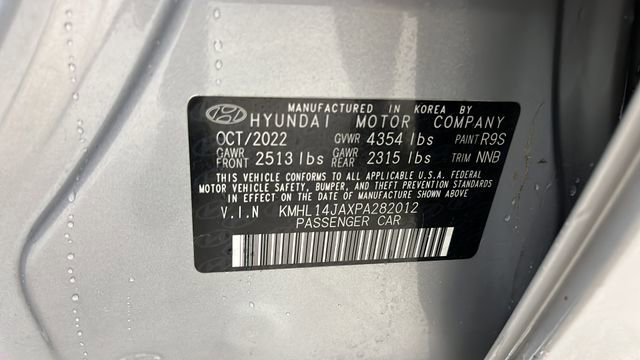 MANUFACTURED IN KOREA BY
HYUNDAI MOTOR COMPANY
OCT/2022 GVWR 4354 lbs PAINT R9S
GAWR FRONT 2513 lbs GAWR REAR 2315 lbs TRIM NNB
THIS VEHICLE CONFORMS TO ALL APPLICABLE U.S.A. FEDERAL
MOTOR VEHICLE SAFETY, BUMPER, AND THEFT PREVENTION STANDARDS
IN EFFECT ON THE DATE OF MANUFACTURE SHOWN ABOVE.
V.I.N KMHL14JAXPA282012
PASSENGER CAR